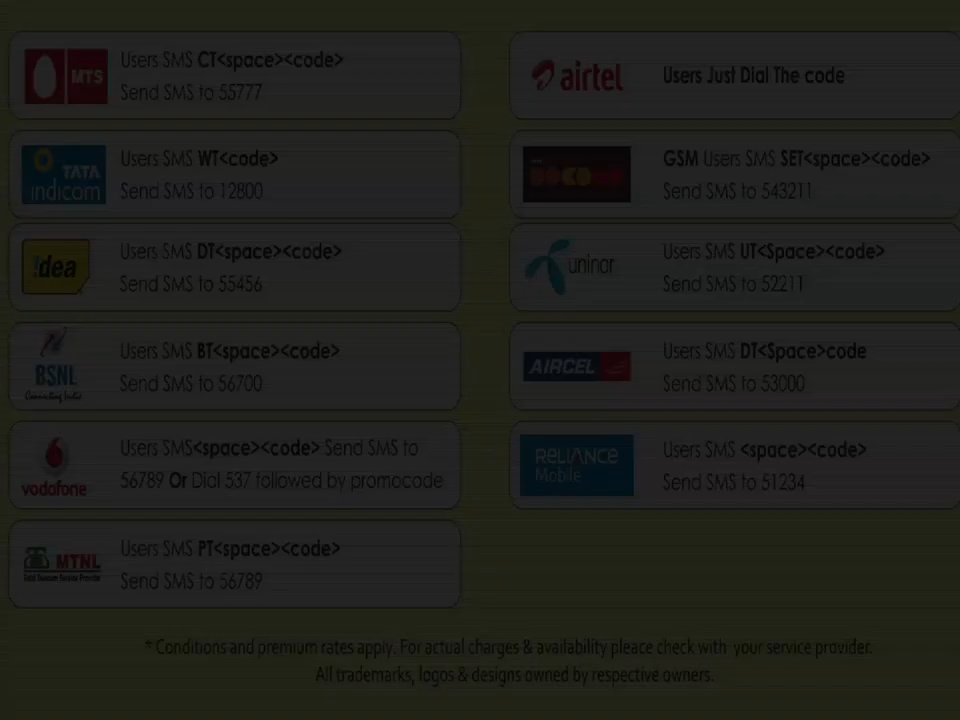 MTS
Users SMS CT<space><code>
Send SMS to 55777
airtel
Users Just Dial The code
TATA
indicom
Users SMS WT<code>
Send SMS to 12800
GSM Users SMS SET<space><code>
Send SMS to 543211
!dea
Users SMS DT<space><code>
Send SMS to 55456
uninor
Users SMS UT<Space><code>
Send SMS to 52211
BSNL
Connecting India
Users SMS BT<space><code>
Send SMS to 56700
AIRCEL
Users SMS DT<Space>code
Send SMS to 53000
vodafone
Users SMS<space><code> Send SMS to
56789 Or Dial 537 followed by promocode
RELIANCE
Mobile
Users SMS <space><code>
Send SMS to 51234
MTNL
Users SMS PT<space><code>
Send SMS to 56789
* Conditions and premium rates apply. For actual charges & availability pleace check with your service provider.
All trademarks, logos & designs owned by respective owners.